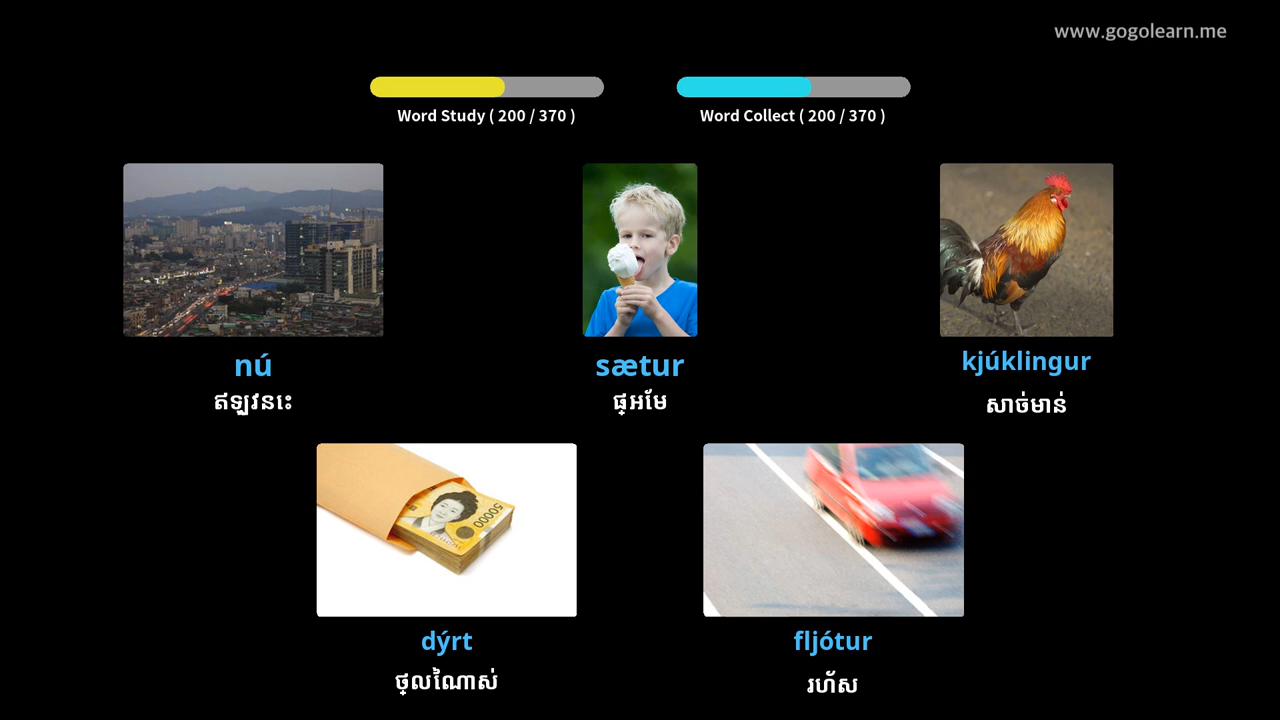 www.gogolearn.me
Word Study ( 200 / 370 )
Word Collect ( 200 / 370 )
nú
ឥឡូវនេះ
sætur
ផ្អែម
kjúklingur
សាច់មាន់
50000
dýrt
ថ្លៃណាស់
fljótur
រហ័ស